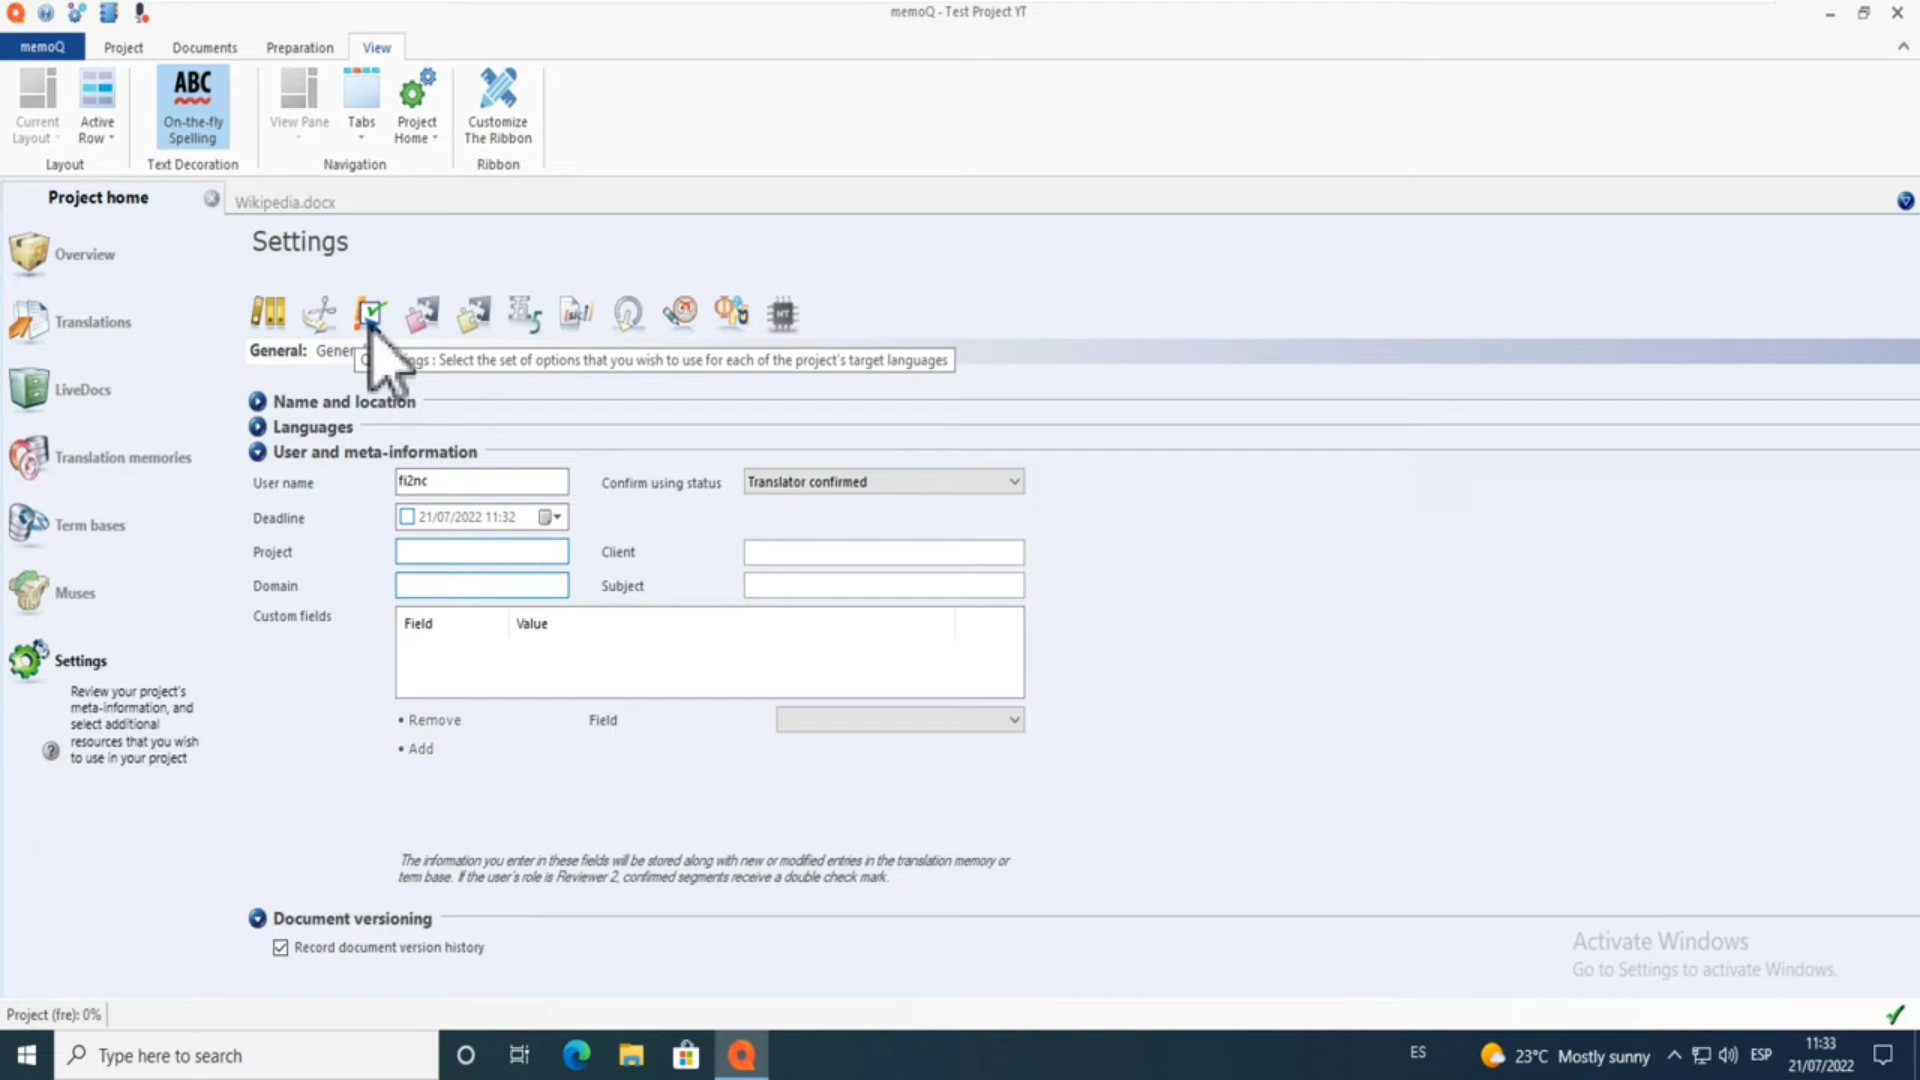 memoQ - Test Project YT
memoQ
Project
Documents
Preparation
View
Current
Layout
Active
Row
ABC
On-the-fly
Spelling
View Pane
Tabs
Project
Home
Customize
The Ribbon
Layout
Text Decoration
Navigation
Ribbon
Project home
Wikipedia.docx
Overview
Translations
LiveDocs
Translation memories
Term bases
Muses
Settings
Review your project's
meta-information, and
select additional
resources that you wish
to use in your project
Settings
5
MT
General:
: Select the set of options that you wish to use for each of the project's target languages
Name and location
Languages
User and meta-information
User name
fi2nc
Confirm using status
Translator confirmed
Deadline
21/07/2022 11:32
Project
Client
Domain
Subject
Custom fields
Field
Value
• Remove
Field
• Add
The information you enter in these fields will be stored along with new or modified entries in the translation memory or
term base. If the user's role is Reviewer 2, confirmed segments receive a double check mark.
Document versioning
Record document version history
Activate Windows
Go to Settings to activate Windows.
Project (fre): 0%
Type here to search
ES
23°C Mostly sunny
ESP
11:33
21/07/2022